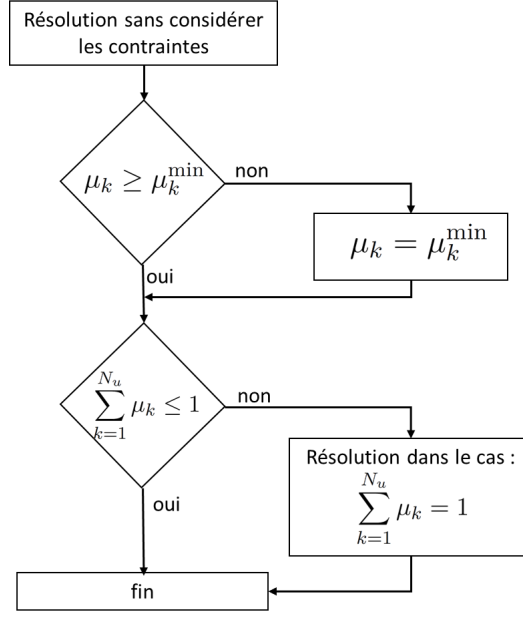 Résolution sans considérer
les contraintes
μ_k ≥ μ_k^min
non
μ_k = μ_k^min
oui
∑_{k=1}^{N_u} μ_k ≤ 1
non
Résolution dans le cas :
∑_{k=1}^{N_u} μ_k = 1
oui
fin